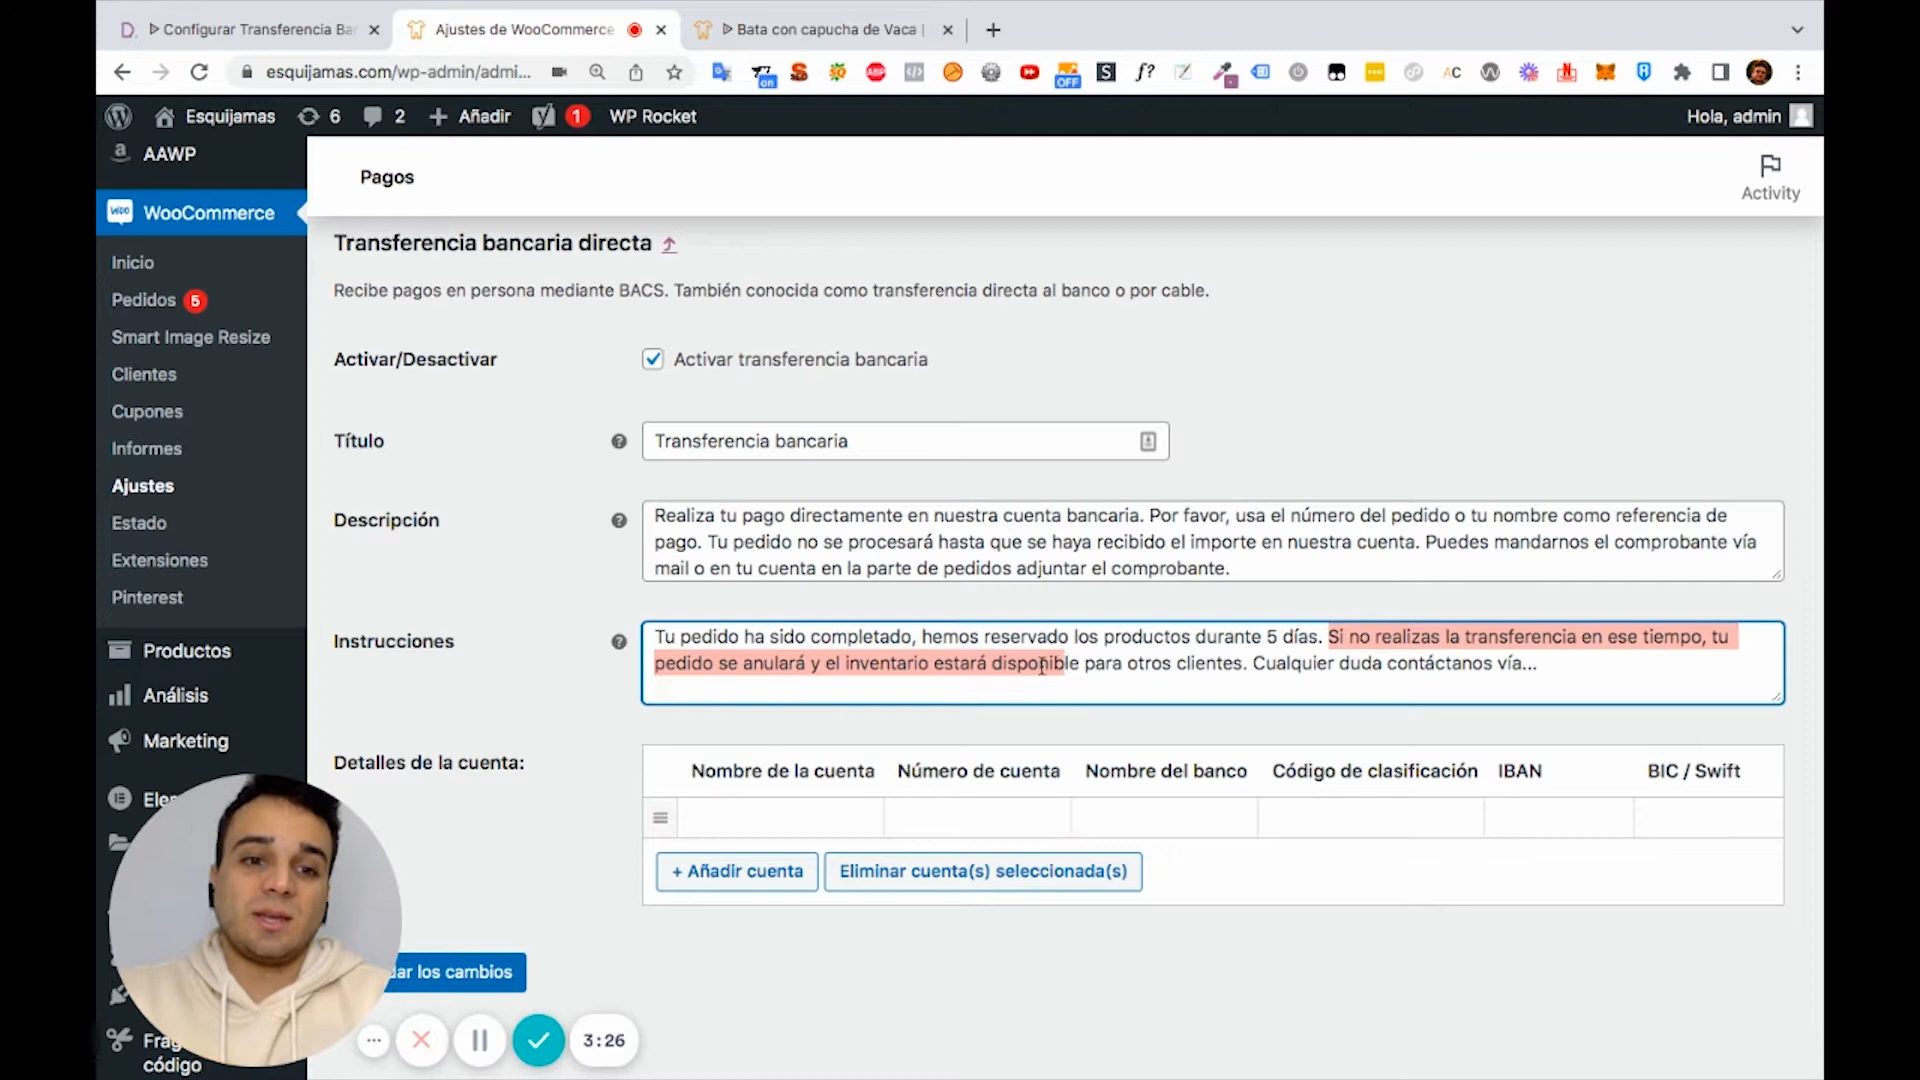 D. ᐅ Configurar Transferencia Bar
Ajustes de WooCommerce
ᐅ Bata con capucha de Vaca |
esquijamas.com/wp-admin/admi...
on
ABP
OFF
S
f?
AC
Esquijamas
6
2
Añadir
1
WP Rocket
Hola, admin
AAWP
Pagos
Activity
WooCommerce
Inicio
Pedidos 5
Smart Image Resize
Clientes
Cupones
Informes
Ajustes
Estado
Extensiones
Pinterest
Productos
Análisis
Marketing
Transferencia bancaria directa
Recibe pagos en persona mediante BACS. También conocida como transferencia directa al banco o por cable.
Activar/Desactivar
Activar transferencia bancaria
Título
Transferencia bancaria
Descripción
Realiza tu pago directamente en nuestra cuenta bancaria. Por favor, usa el número del pedido o tu nombre como referencia de
pago. Tu pedido no se procesará hasta que se haya recibido el importe en nuestra cuenta. Puedes mandarnos el comprobante vía
mail o en tu cuenta en la parte de pedidos adjuntar el comprobante.
Instrucciones
Tu pedido ha sido completado, hemos reservado los productos durante 5 días. Si no realizas la transferencia en ese tiempo, tu
pedido se anulará y el inventario estará disponible para otros clientes. Cualquier duda contáctanos vía...
Detalles de la cuenta:
Nombre de la cuenta
Número de cuenta
Nombre del banco
Código de clasificación
IBAN
BIC / Swift
+ Añadir cuenta
Eliminar cuenta(s) seleccionada(s)
los cambios
3:26
código